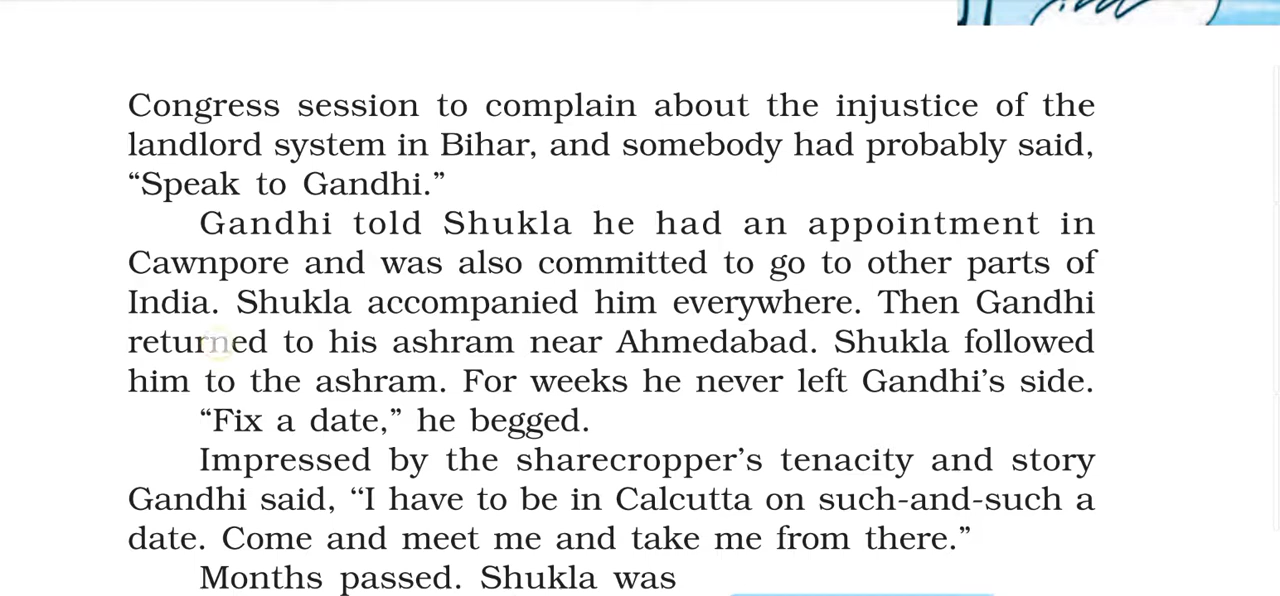 Congress session to complain about the injustice of the
landlord system in Bihar, and somebody had probably said,
“Speak to Gandhi.”
Gandhi told Shukla he had an appointment in
Cawnpore and was also committed to go to other parts of
India. Shukla accompanied him everywhere. Then Gandhi
returned to his ashram near Ahmedabad. Shukla followed
him to the ashram. For weeks he never left Gandhi’s side.
“Fix a date,” he begged.
Impressed by the sharecropper’s tenacity and story
Gandhi said, “I have to be in Calcutta on such-and-such a
date. Come and meet me and take me from there.”
Months passed. Shukla was